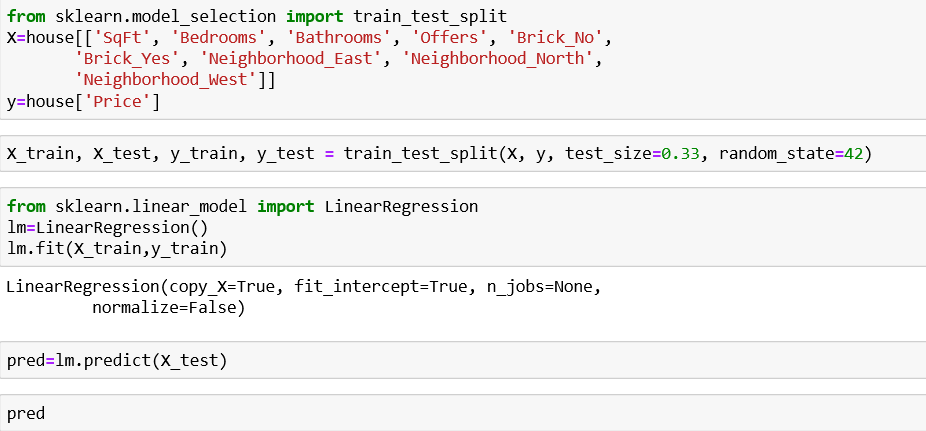 from sklearn.model_selection import train_test_split
X=house[['SqFt', 'Bedrooms', 'Bathrooms', 'Offers', 'Brick_No',
'Brick_Yes', 'Neighborhood_East', 'Neighborhood_North',
'Neighborhood_West']]
y=house['Price']
X_train, X_test, y_train, y_test = train_test_split(X, y, test_size=0.33, random_state=42)
from sklearn.linear_model import LinearRegression
lm=LinearRegression()
lm.fit(X_train,y_train)
LinearRegression(copy_X=True, fit_intercept=True, n_jobs=None,
normalize=False)
pred=lm.predict(X_test)
pred